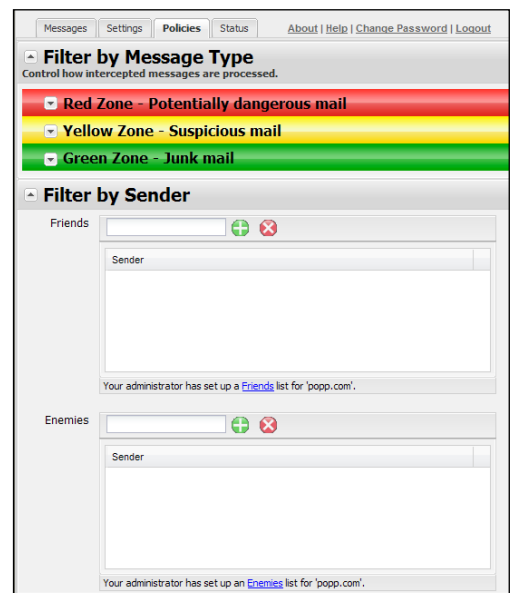 Messages Settings Policies Status About | Help | Change Password | Logout
Filter by Message Type
Control how intercepted messages are processed.
Red Zone - Potentially dangerous mail
Yellow Zone - Suspicious mail
Green Zone - Junk mail
Filter by Sender
Friends
Sender
Your administrator has set up a Friends list for 'popp.com'.
Enemies
Sender
Your administrator has set up an Enemies list for 'popp.com'.